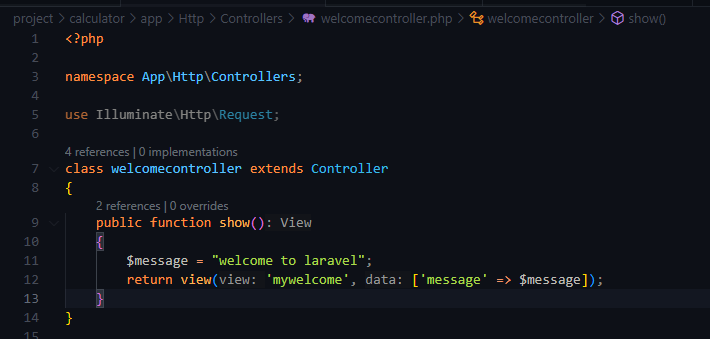 project > calculator > app > Http > Controllers > welcomecontroller.php > welcomecontroller > show()
1 <?php
2
3 namespace App\Http\Controllers;
4
5 use Illuminate\Http\Request;
6
4 references | 0 implementations
7 class welcomecontroller extends Controller
8 {
2 references | 0 overrides
9 public function show(): View
10 {
11 $message = "welcome to laravel";
12 return view(view: 'mywelcome', data: ['message' => $message]);
13 }
14 }
15